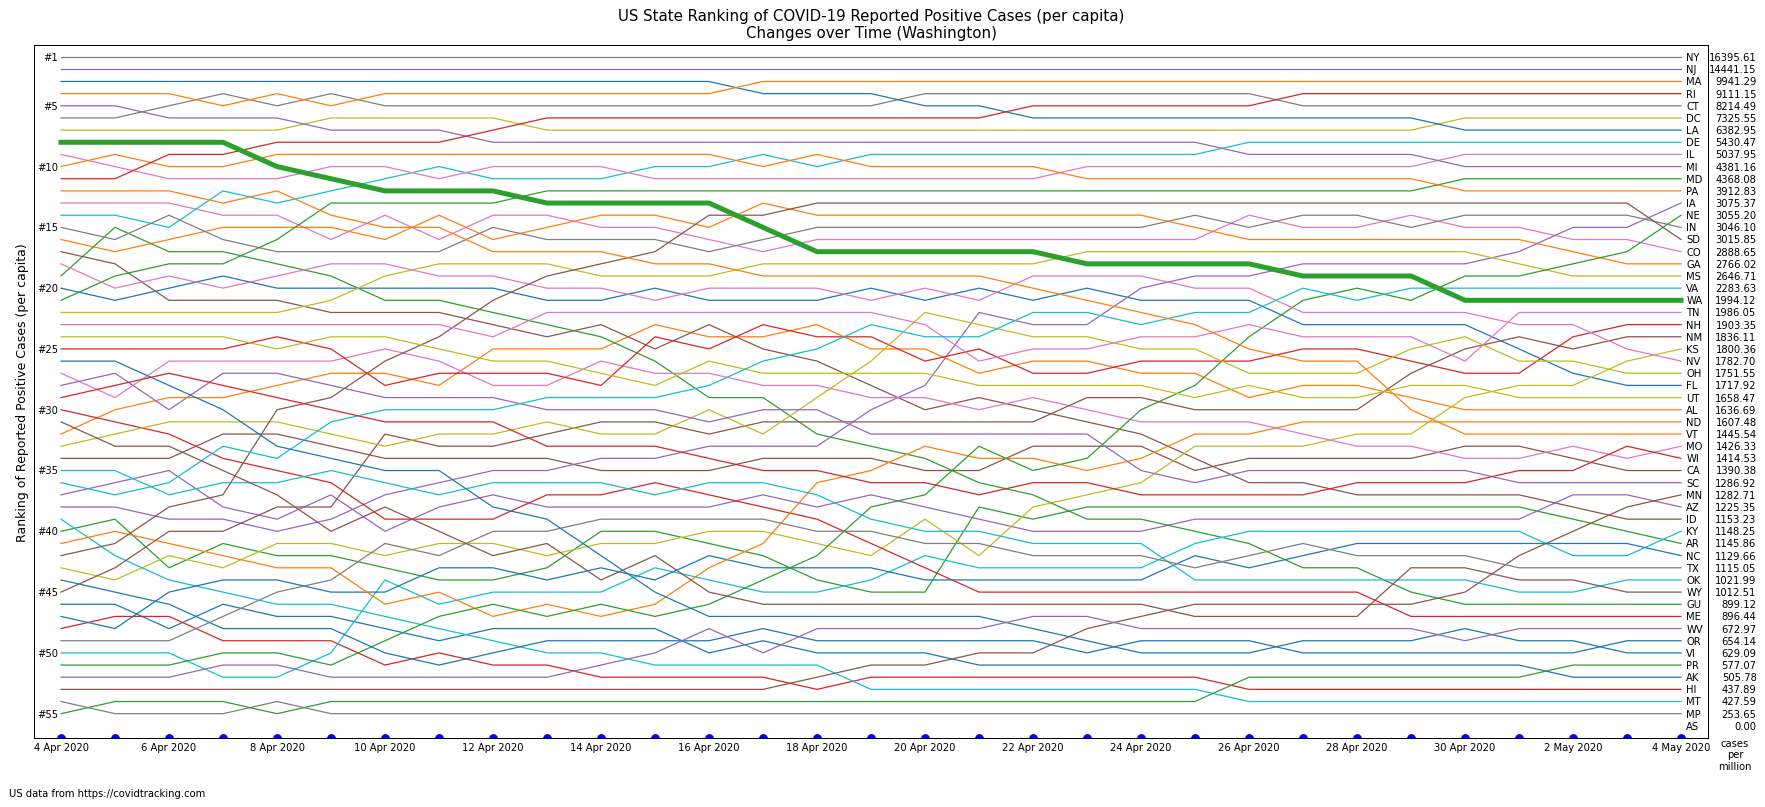 US State Ranking of COVID-19 Reported Positive Cases (per capita)
Changes over Time (Washington)
Ranking of Reported Positive Cases (per capita)
#1
#5
#10
#15
#20
#25
#30
#35
#40
#45
#50
#55
NY 16395.61
NJ 14441.15
MA 9941.29
RI 9111.15
CT 8214.49
DC 7325.55
LA 6382.95
DE 5430.47
IL 5037.95
MI 4381.16
MD 4368.08
PA 3912.83
IA 3075.37
NE 3055.20
IN 3046.10
SD 3015.85
CO 2888.65
GA 2766.02
MS 2646.71
VA 2283.63
WA 1994.12
TN 1986.05
NH 1903.35
NM 1836.11
KS 1800.36
NV 1782.70
OH 1751.55
FL 1717.92
UT 1658.47
AL 1636.69
ND 1607.48
VT 1445.54
MO 1426.33
WI 1414.53
CA 1390.38
SC 1286.92
MN 1282.71
AZ 1225.35
ID 1153.23
KY 1148.25
AR 1145.86
NC 1129.66
TX 1115.05
OK 1021.99
WY 1012.51
GU 899.12
ME 896.44
WV 672.97
OR 654.14
VI 629.09
PR 577.07
AK 505.78
HI 437.89
MT 427.59
MP 253.65
AS 0.00
4 Apr 2020 6 Apr 2020 8 Apr 2020 10 Apr 2020 12 Apr 2020 14 Apr 2020 16 Apr 2020 18 Apr 2020 20 Apr 2020 22 Apr 2020 24 Apr 2020 26 Apr 2020 28 Apr 2020 30 Apr 2020 2 May 2020 4 May 2020
cases
per
million
US data from https://covidtracking.com